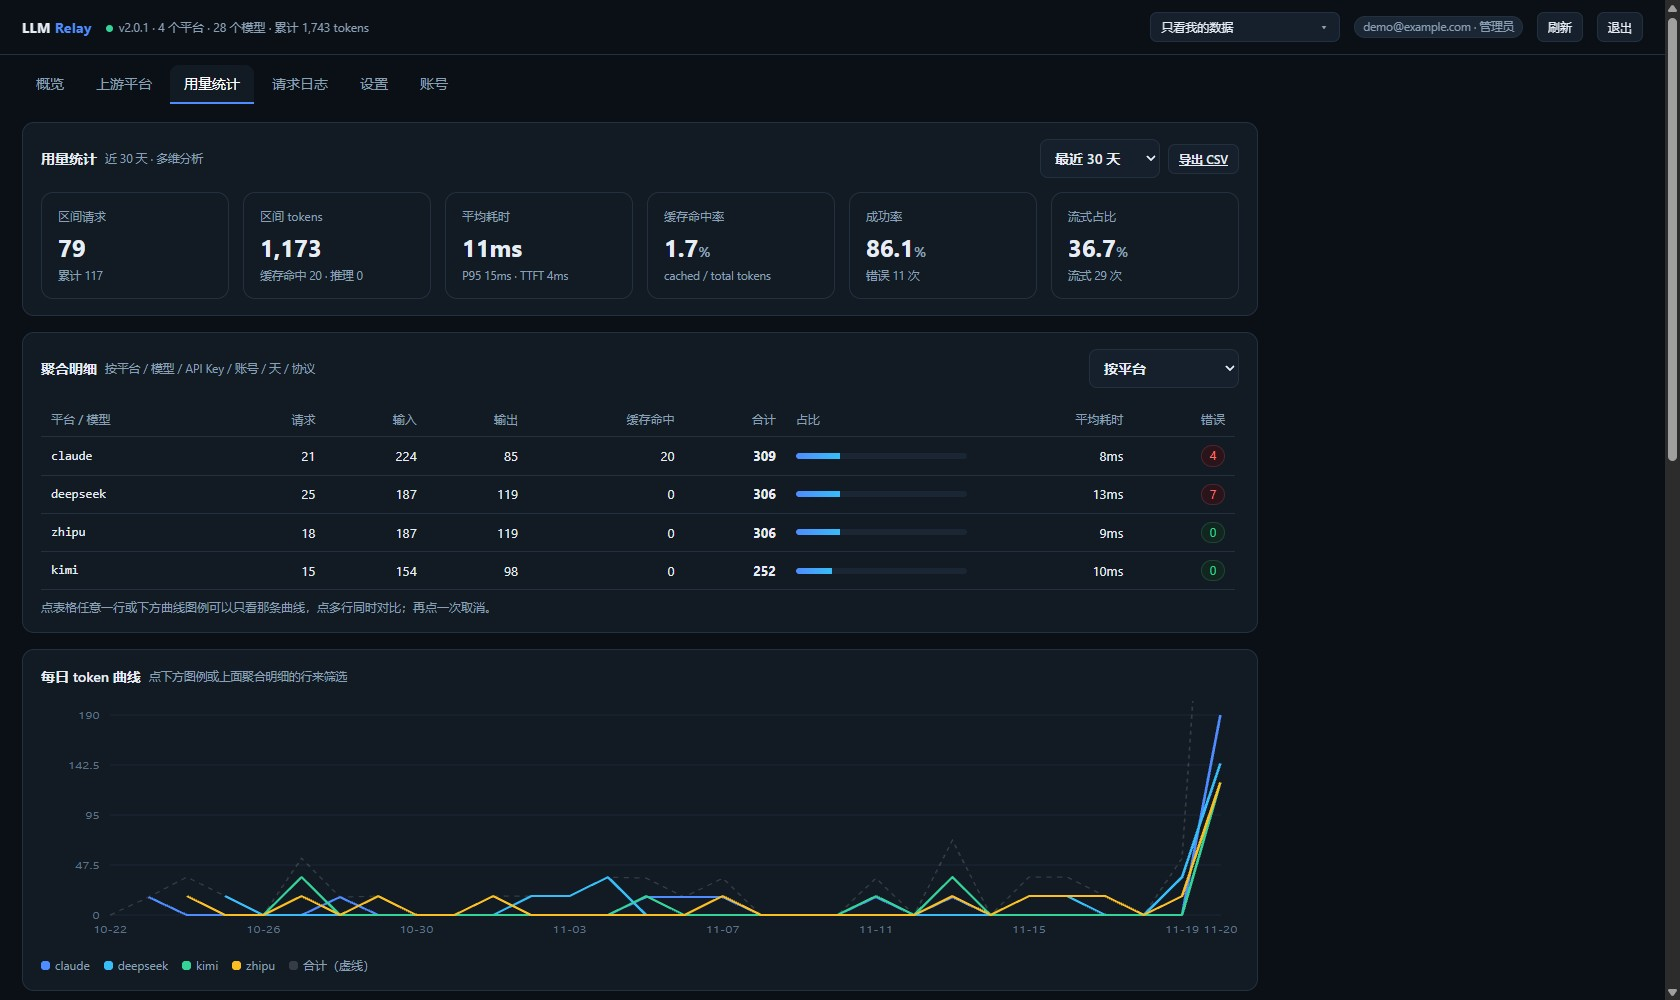 LLM Relay v2.0.1 · 4 个平台 · 28 个模型 · 累计 1,743 tokens 只看我的数据 demo@example.com · 管理员 刷新 退出
概览 上游平台 用量统计 请求日志 设置 账号
用量统计 近 30 天 · 多维分析 最近 30 天 导出 CSV
区间请求 区间 tokens 平均耗时 缓存命中率 成功率 流式占比
79 1,173 11ms 1.7% 86.1% 36.7%
累计 117 缓存命中 20 · 推理 0 P95 15ms · TTFT 4ms cached / total tokens 错误 11 次 流式 29 次
聚合明细 按平台 / 模型 / API Key / 账号 / 天 / 协议 按平台
平台 / 模型 请求 输入 输出 缓存命中 合计 占比 平均耗时 错误
claude 21 224 85 20 309 8ms 4
deepseek 25 187 119 0 306 13ms 7
zhipu 18 187 119 0 306 9ms 0
kimi 15 154 98 0 252 10ms 0
点表格任意一行或下方曲线图例可以只看那条曲线，点多行同时对比；再点一次取消。
每日 token 曲线 点下方图例或上面聚合明细的行来筛选
190
142.5
95
47.5
0
10-22 10-26 10-30 11-03 11-07 11-11 11-15 11-19 11-20
claude deepseek kimi zhipu 合计（虚线）